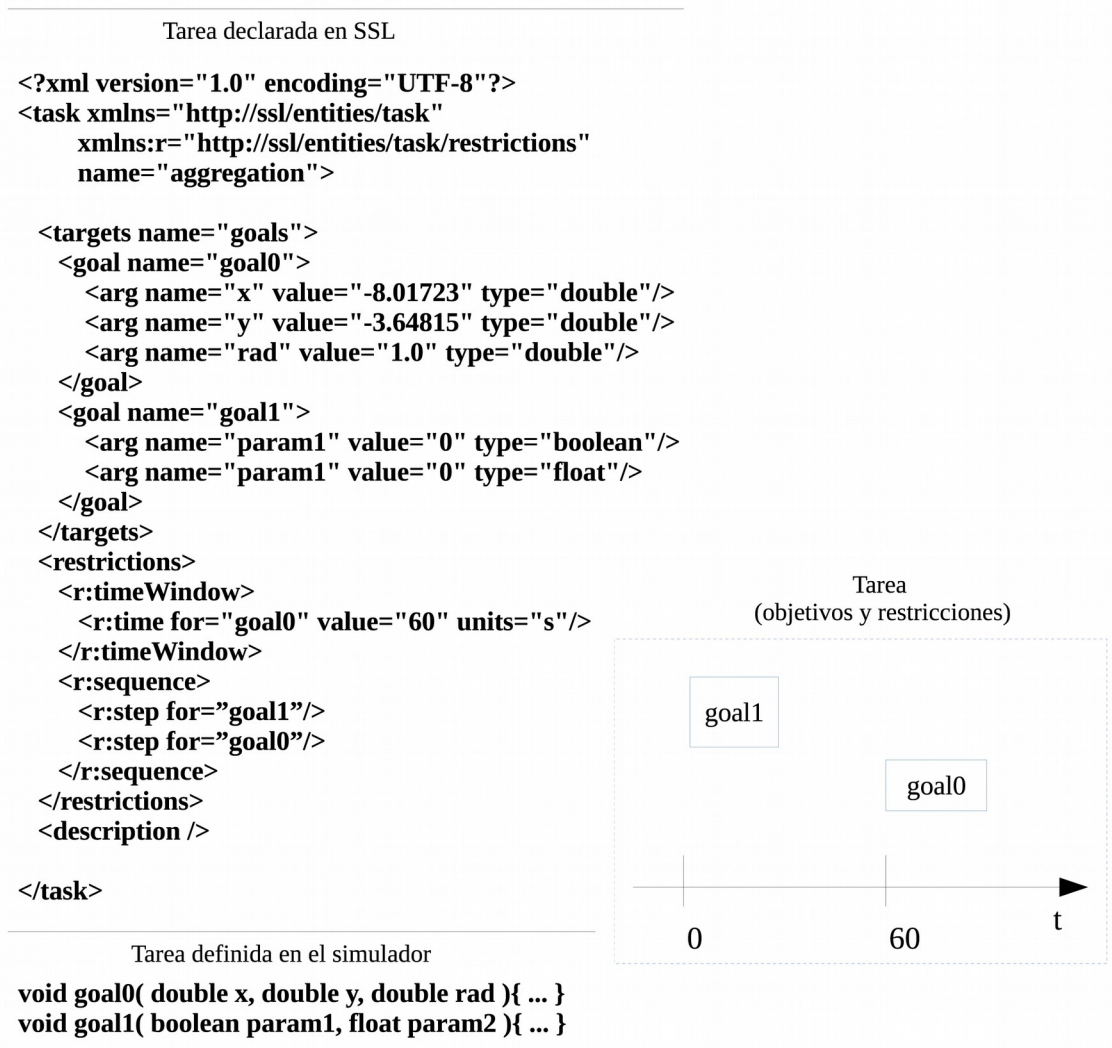 Tarea declarada en SSL
<?xml version="1.0" encoding="UTF-8"?>
<task xmlns="http://ssl/entities/task"
xmlns:r="http://ssl/entities/task/restrictions"
name="aggregation">
<targets name="goals">
<goal name="goal0">
<arg name="x" value="-8.01723" type="double"/>
<arg name="y" value="-3.64815" type="double"/>
<arg name="rad" value="1.0" type="double"/>
</goal>
<goal name="goal1">
<arg name="param1" value="0" type="boolean"/>
<arg name="param1" value="0" type="float"/>
</goal>
</targets>
<restrictions>
<r:timeWindow>
<r:time for="goal0" value="60" units="s"/>
</r:timeWindow>
<r:sequence>
<r:step for=”goal1”/>
<r:step for=”goal0”/>
</r:sequence>
</restrictions>
<description />
</task>
Tarea definida en el simulador
void goal0( double x, double y, double rad ){ ... }
void goal1( boolean param1, float param2 ){ ... }
Tarea
(objetivos y restricciones)
goal1
goal0
t
0 60